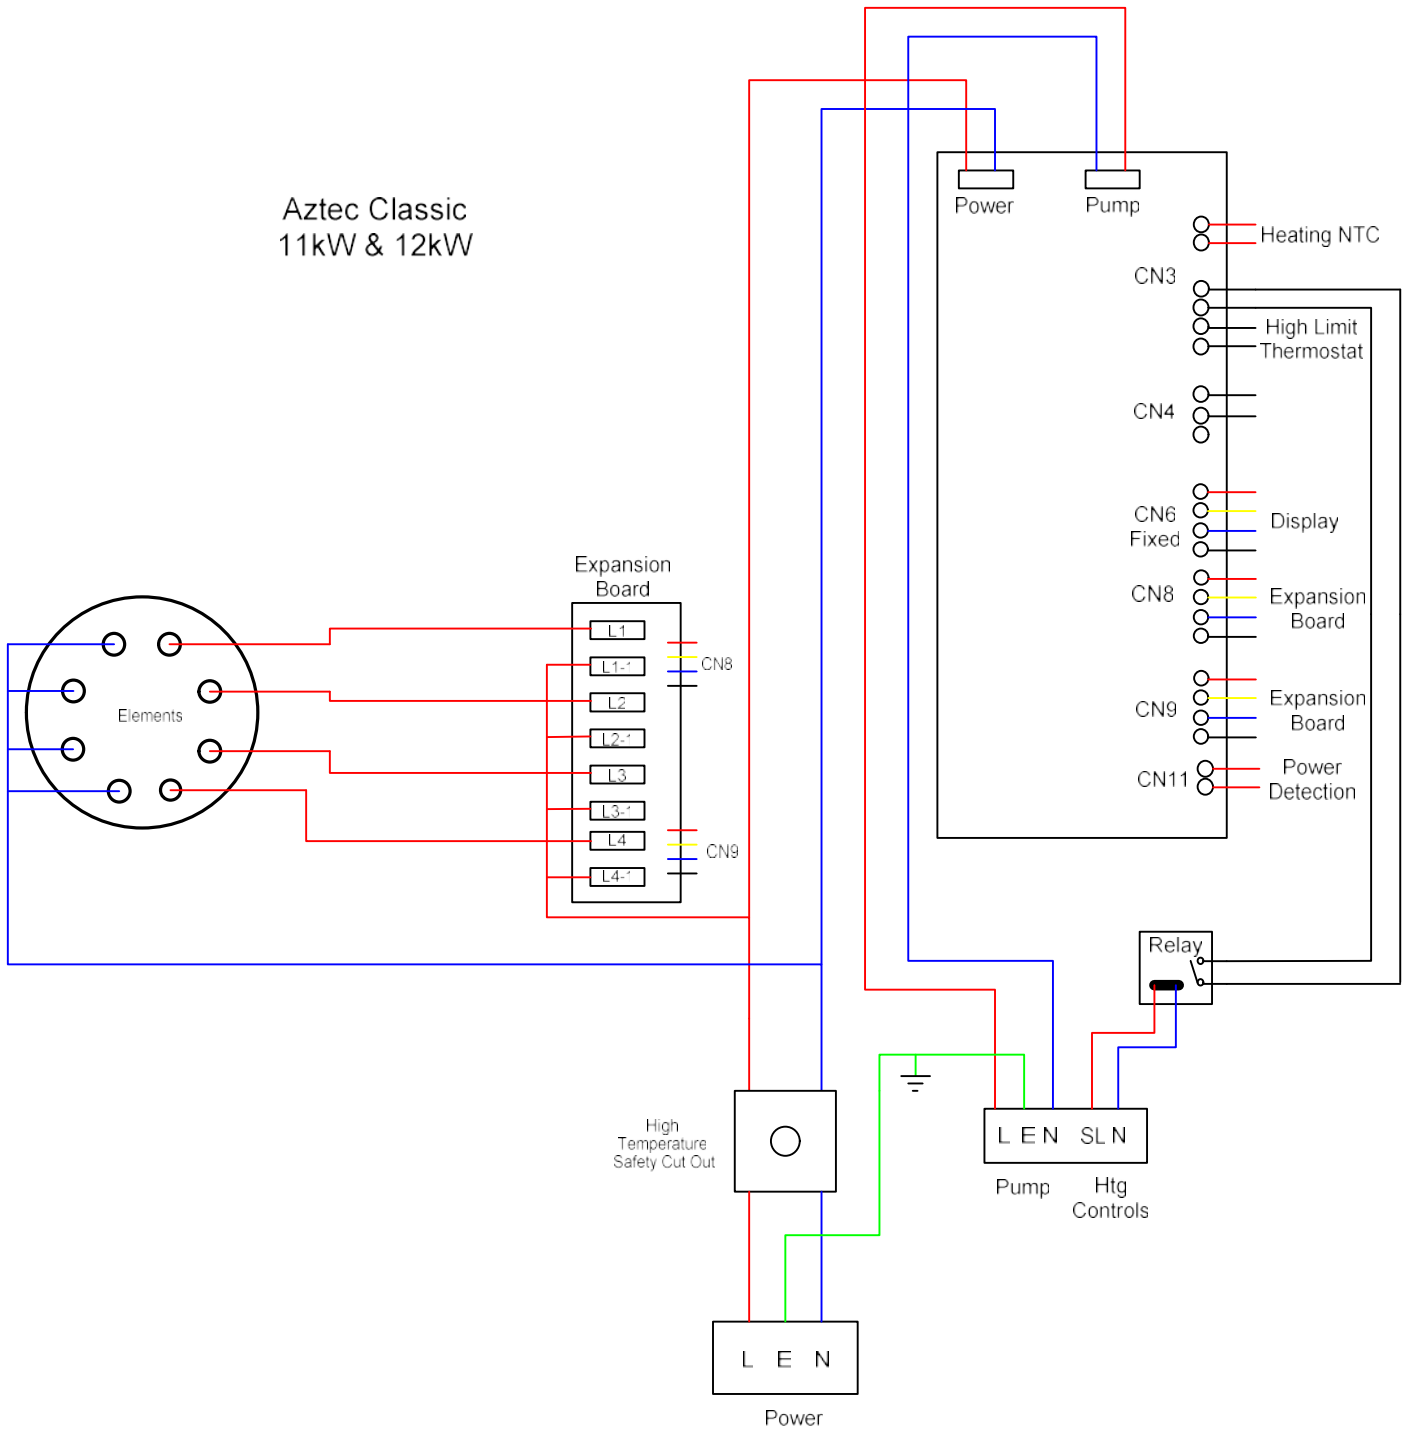 Aztec Classic
11kW & 12kW
Power
Pump
Heating NTC
CN3
High Limit
Thermostat
CN4
CN6
Fixed
Display
CN8
Expansion
Board
CN9
Expansion
Board
CN11
Power
Detection
Expansion
Board
L1
L1-1
L2
L2-1
L3
L3-1
L4
L4-1
CN8
CN9
Elements
Relay
High
Temperature
Safety Cut Out
L E N SL N
Pump
Htg
Controls
L E N
Power